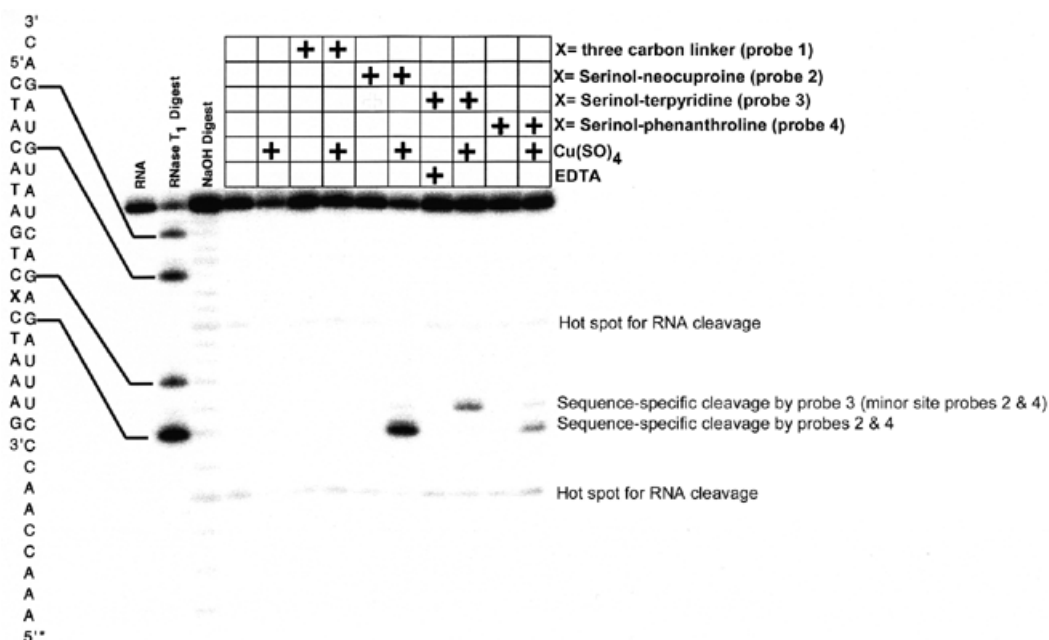 3'
C
5'A
CG
TA
AU
CG
AU
TA
AU
GC
TA
CG
XA
CG
TA
AU
AU
AU
GC
3'C
C
A
A
C
C
A
A
A
5'*
RNA
RNase T1 Digest
NaOH Digest
+ + X= three carbon linker (probe 1)
+ + X= Serinol-neocuproine (probe 2)
+ + X= Serinol-terpyridine (probe 3)
+ + X= Serinol-phenanthroline (probe 4)
+ + + + + Cu(SO)4
+ EDTA
Hot spot for RNA cleavage
Sequence-specific cleavage by probe 3 (minor site probes 2 & 4)
Sequence-specific cleavage by probes 2 & 4
Hot spot for RNA cleavage